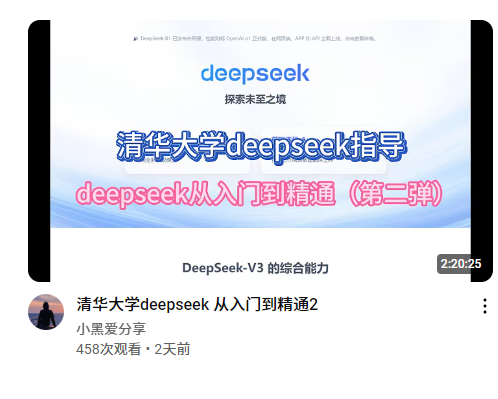 DeepSeek-R1 已发布并开源，性能对标 OpenAI o1 正式版，在网页端、APP 和 API 全面上线，点击查看详情。
deepseek
探索未至之境
清华大学deepseek指导
deepseek从入门到精通（第二弹）
DeepSeek-V3 的综合能力
2:20:25
清华大学deepseek 从入门到精通2
小黑爱分享
458次观看 • 2天前